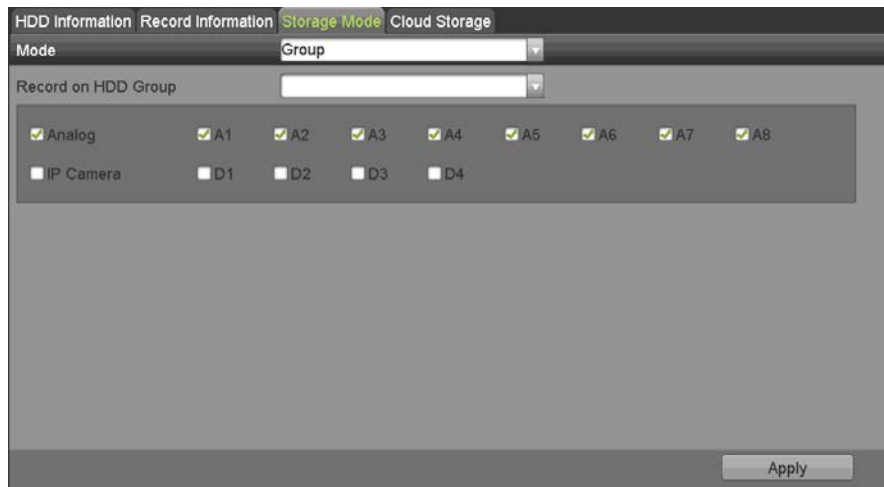 HDD Information Record Information Storage Mode Cloud Storage
Mode Group
Record on HDD Group
Analog A1 A2 A3 A4 A5 A6 A7 A8
IP Camera D1 D2 D3 D4
Apply